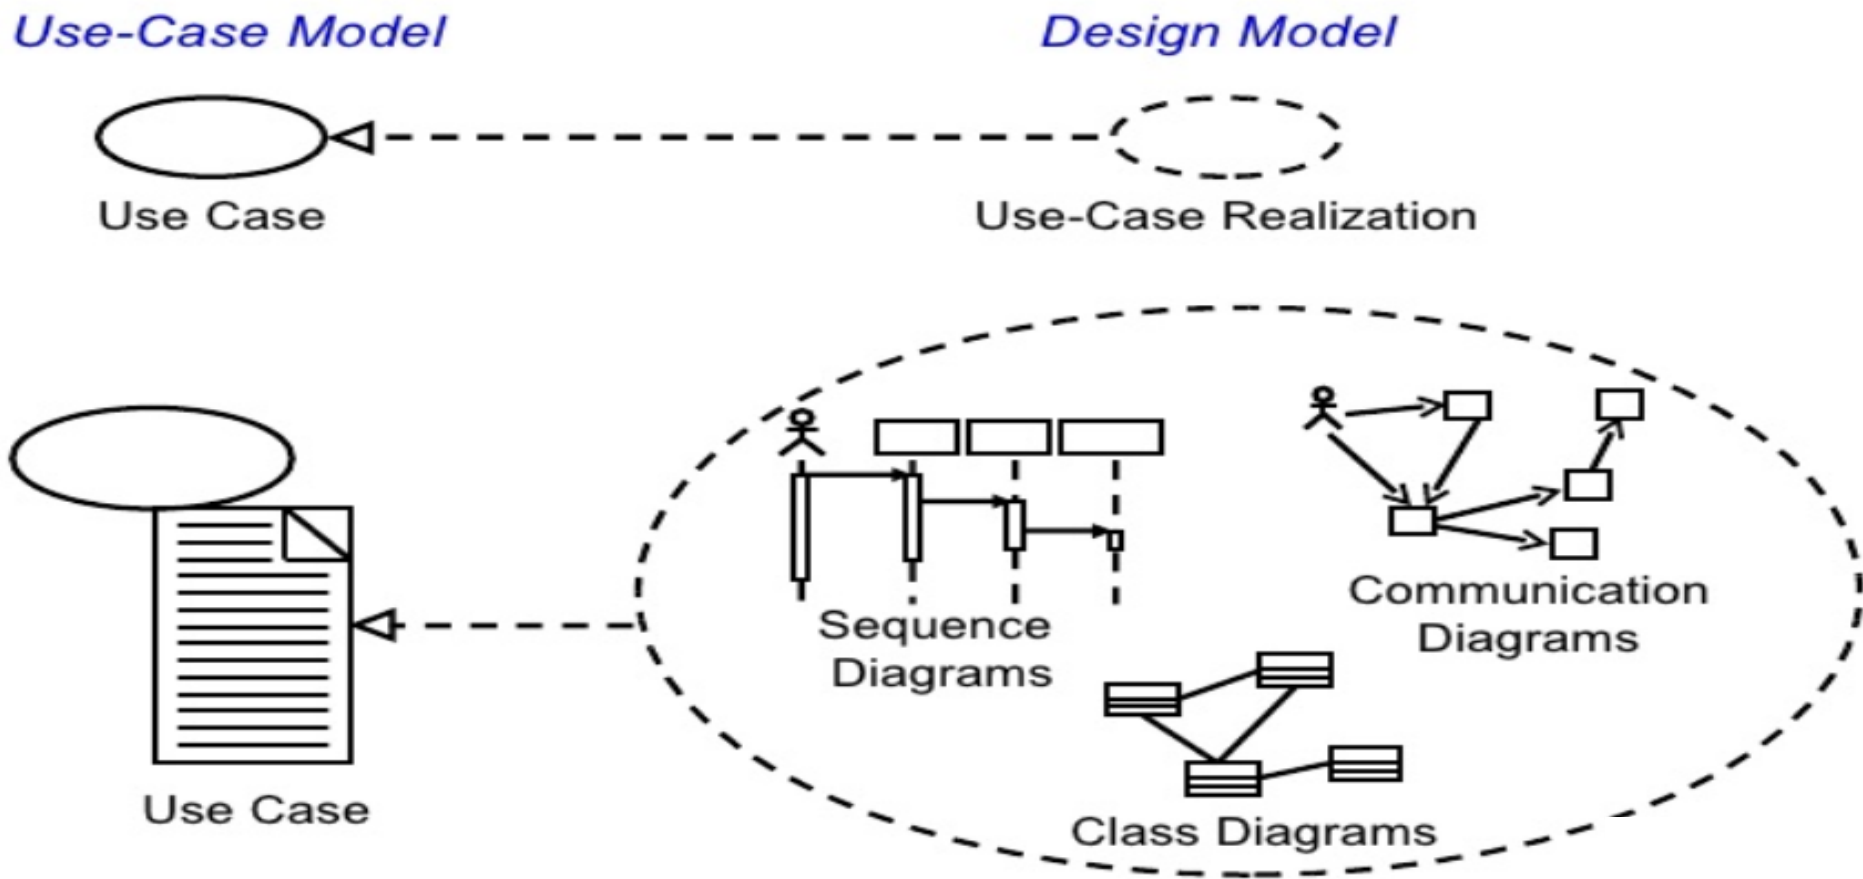 Use-Case Model
Design Model
Use Case
Use-Case Realization
Sequence
Diagrams
Communication
Diagrams
Class Diagrams
Use Case